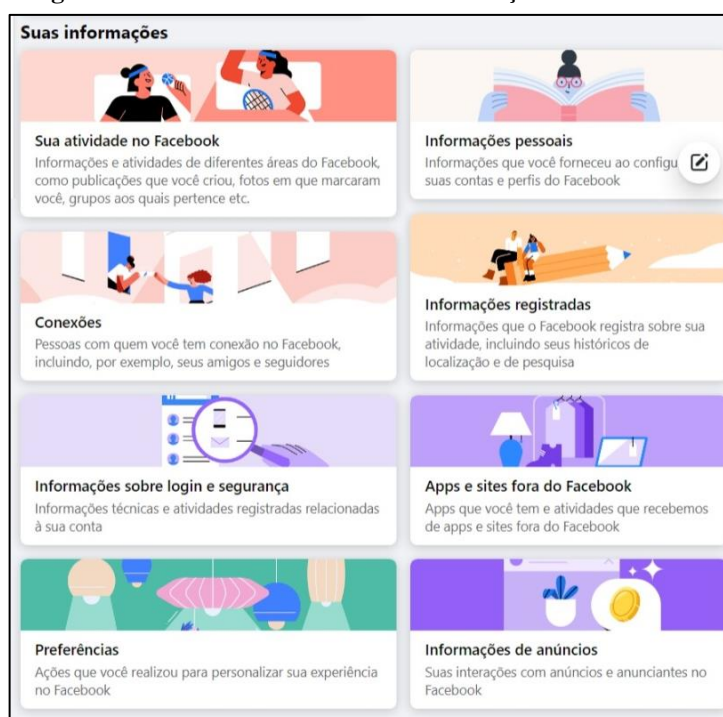 Suas informações
Sua atividade no Facebook
Informações e atividades de diferentes áreas do Facebook,
como publicações que você criou, fotos em que marcaram
você, grupos aos quais pertence etc.
Informações pessoais
Informações que você forneceu ao configu
suas contas e perfis do Facebook
Conexões
Pessoas com quem você tem conexão no Facebook,
incluindo, por exemplo, seus amigos e seguidores
Informações registradas
Informações que o Facebook registra sobre sua
atividade, incluindo seus históricos de
localização e de pesquisa
Informações sobre login e segurança
Informações técnicas e atividades registradas relacionadas
à sua conta
Apps e sites fora do Facebook
Apps que você tem e atividades que recebemos
de apps e sites fora do Facebook
Preferências
Ações que você realizou para personalizar sua experiência
no Facebook
Informações de anúncios
Suas interações com anúncios e anunciantes no
Facebook